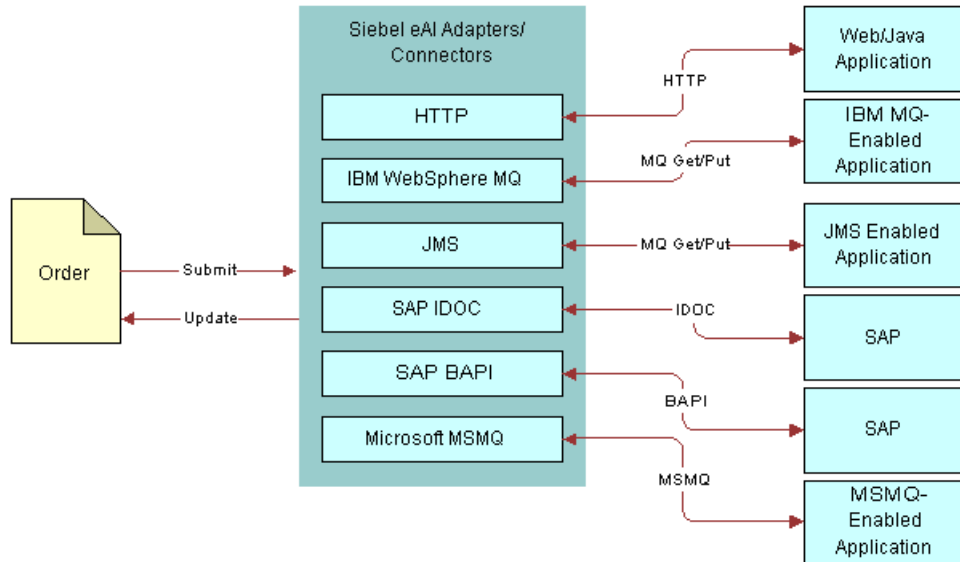 Siebel eAI Adapters/
Connectors
HTTP
IBM WebSphere MQ
JMS
SAP IDOC
SAP BAPI
Microsoft MSMQ
Order
Submit
Update
HTTP
MQ Get/Put
MQ Get/Put
IDOC
BAPI
MSMQ
Web/Java
Application
IBM MQ-
Enabled
Application
JMS Enabled
Application
SAP
SAP
MSMQ-
Enabled
Application